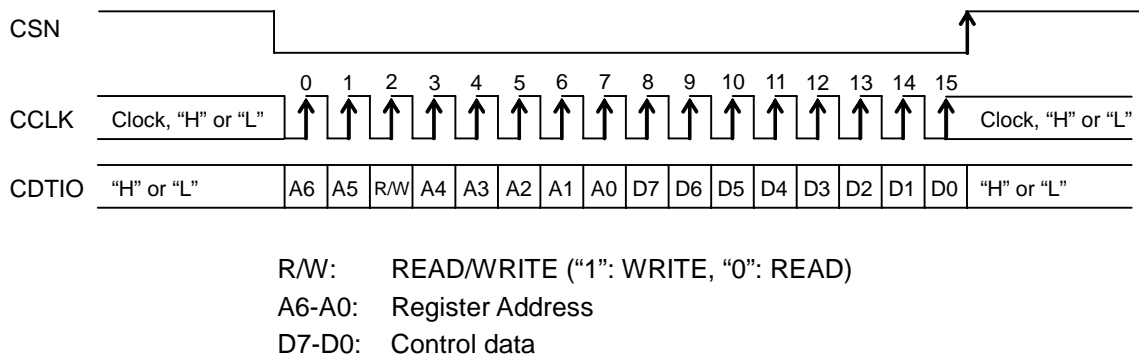 CSN
0 1 2 3 4 5 6 7 8 9 10 11 12 13 14 15
CCLK Clock, “H” or “L” Clock, “H” or “L”
CDTIO “H” or “L” A6 A5 R/W A4 A3 A2 A1 A0 D7 D6 D5 D4 D3 D2 D1 D0 “H” or “L”
R/W: READ/WRITE (“1”: WRITE, “0”: READ)
A6-A0: Register Address
D7-D0: Control data